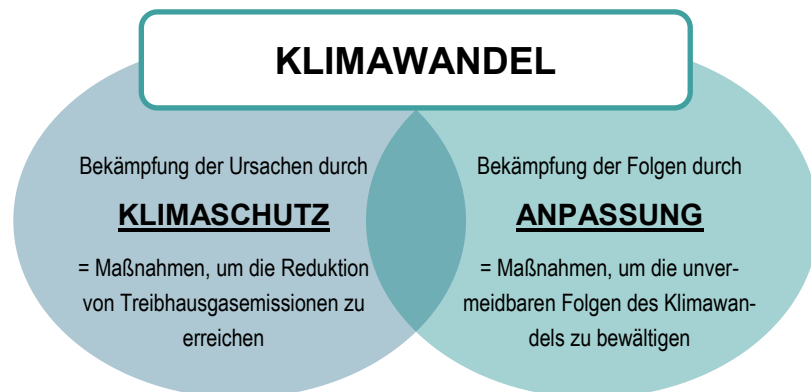 KLIMAWANDEL
Bekämpfung der Ursachen durch
KLIMASCHUTZ
= Maßnahmen, um die Reduktion
von Treibhausgasemissionen zu
erreichen
Bekämpfung der Folgen durch
ANPASSUNG
= Maßnahmen, um die unver-
meidbaren Folgen des Klimawan-
dels zu bewältigen